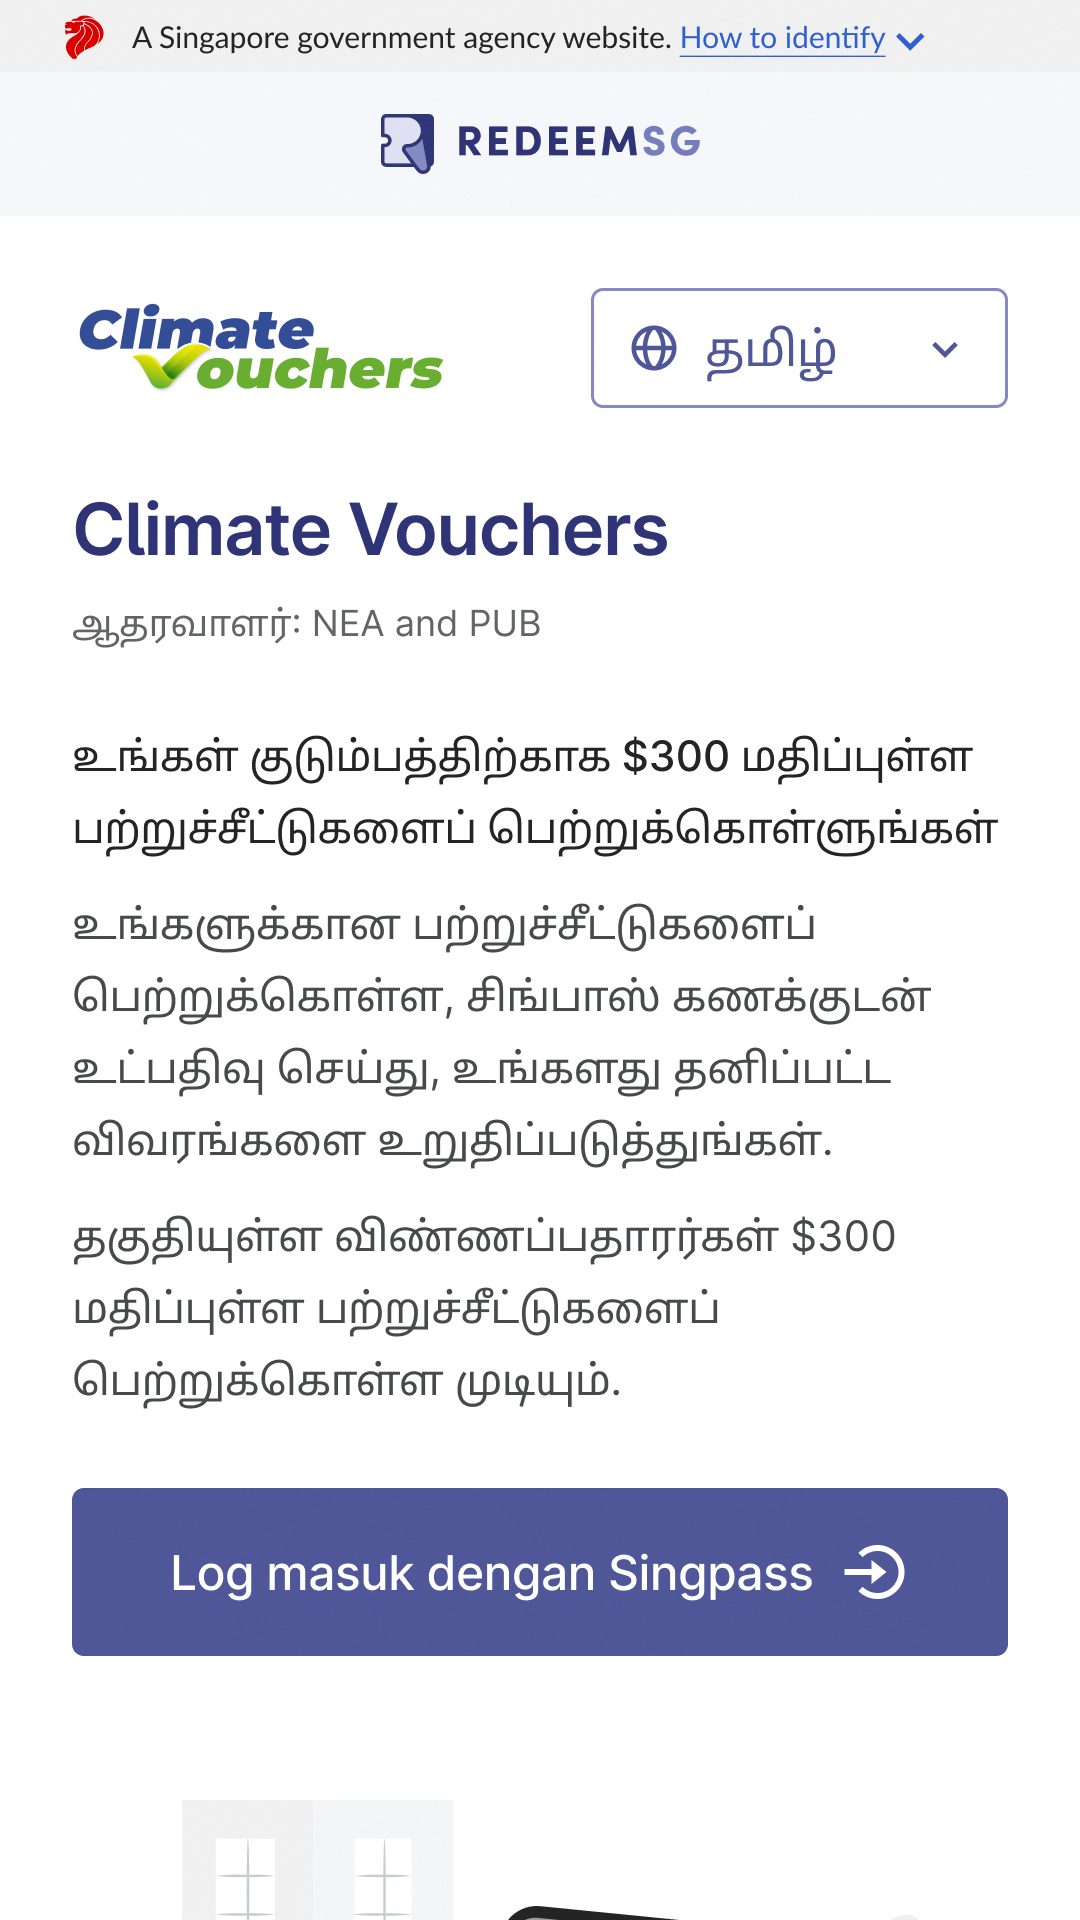 A Singapore government agency website. How to identify
REDEEMSG
Climate
Vouchers
தமிழ்
Climate Vouchers
ஆதரவாளர்: NEA and PUB
உங்கள் குடும்பத்திற்காக $300 மதிப்புள்ள
பற்றுச்சீட்டுகளைப் பெற்றுக்கொள்ளுங்கள்
உங்களுக்கான பற்றுச்சீட்டுகளைப்
பெற்றுக்கொள்ள, சிங்பாஸ் கணக்குடன்
உட்பதிவு செய்து, உங்களது தனிப்பட்ட
விவரங்களை உறுதிப்படுத்துங்கள்.
தகுதியுள்ள விண்ணப்பதாரர்கள் $300
மதிப்புள்ள பற்றுச்சீட்டுகளைப்
பெற்றுக்கொள்ள முடியும்.
Log masuk dengan Singpass